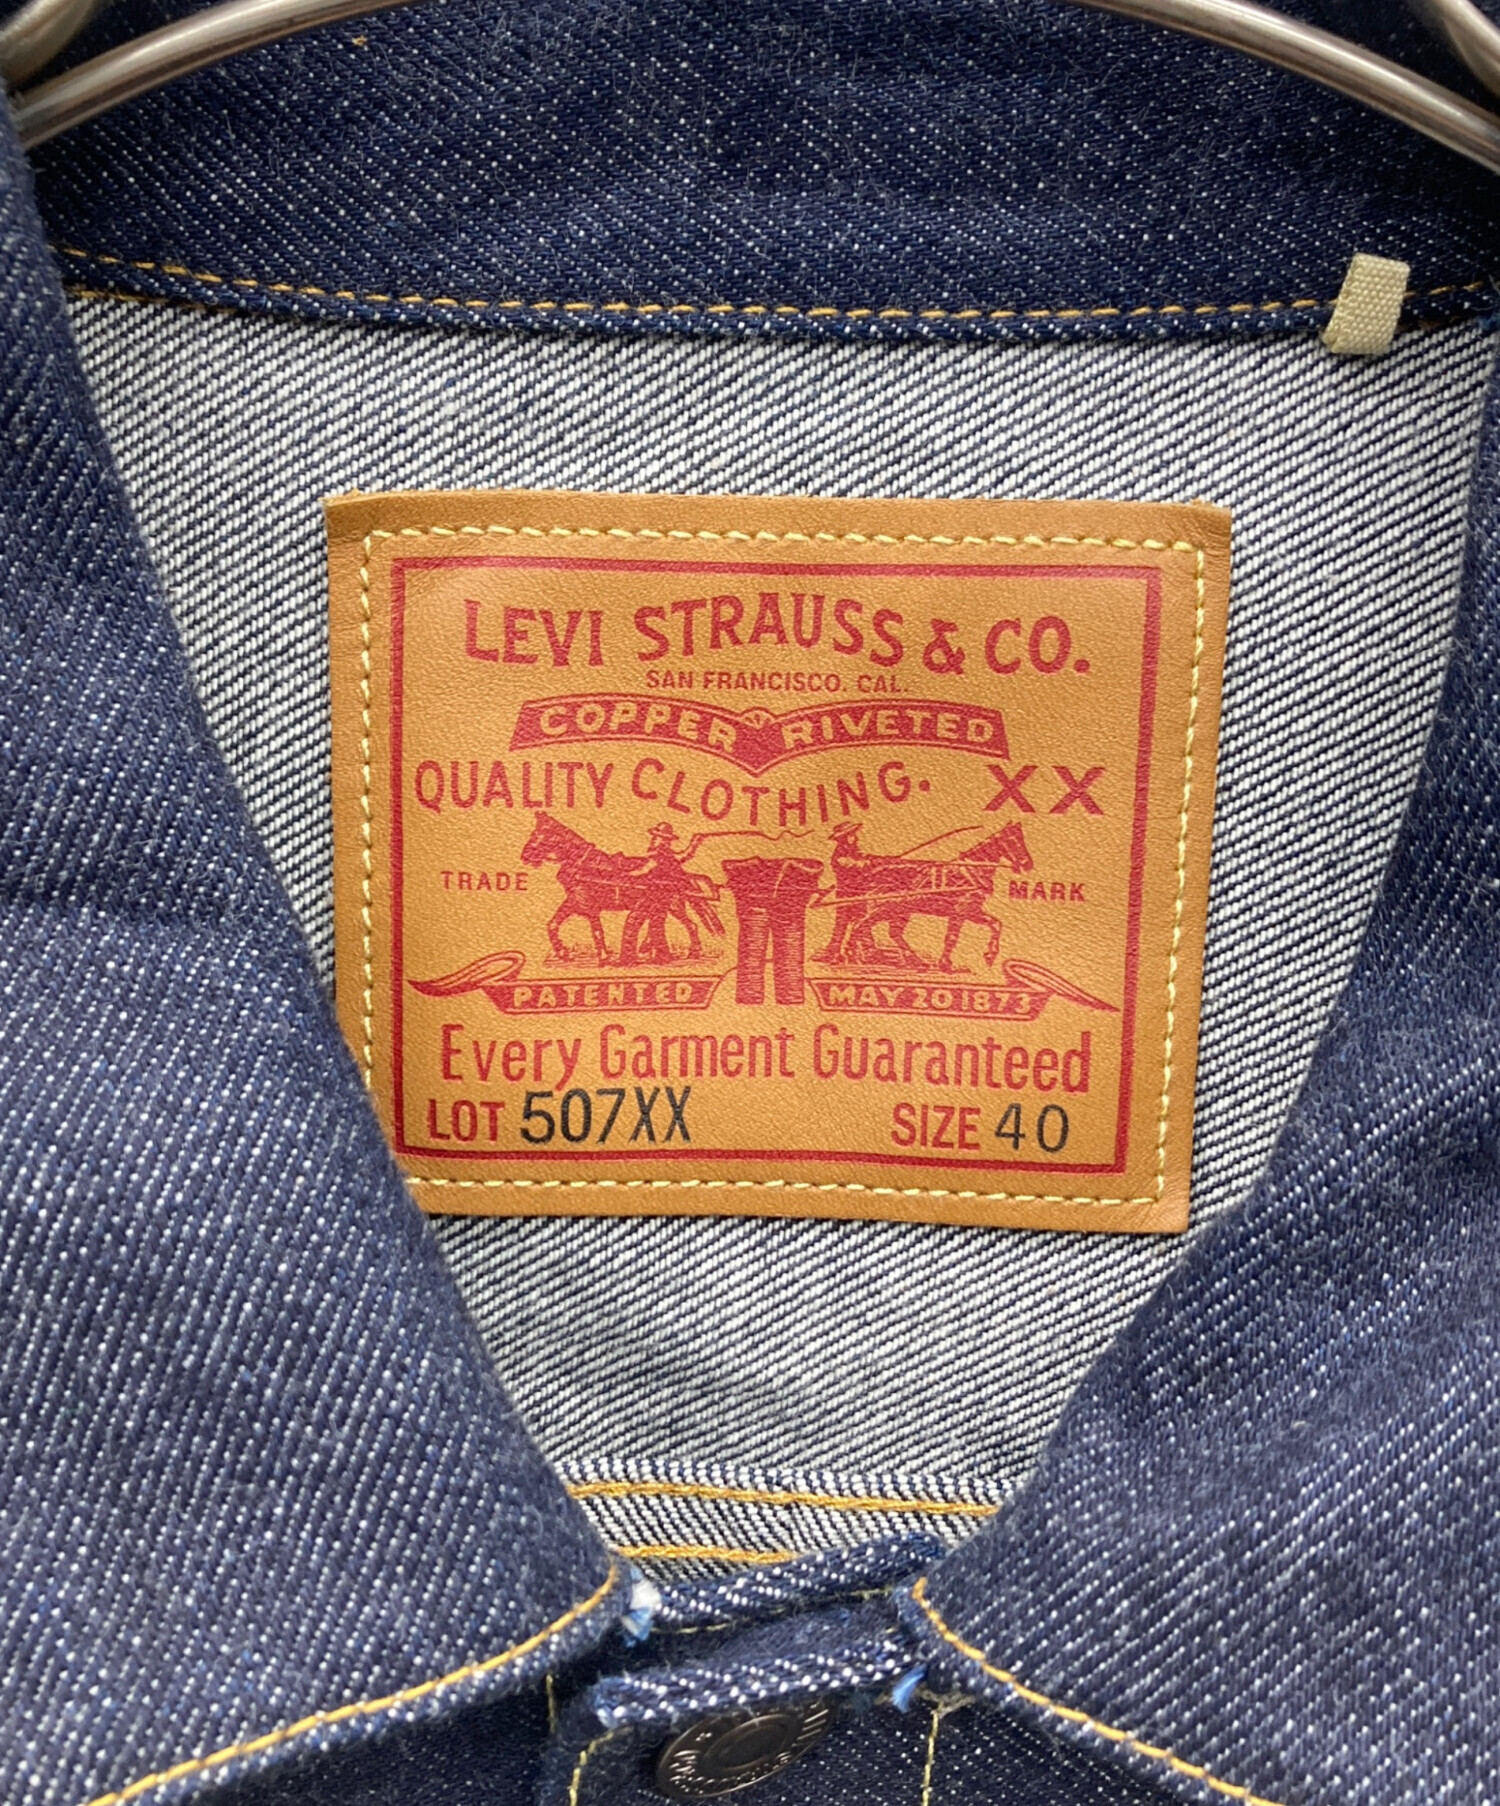 LEVI STRAUSS & CO.
SAN FRANCISCO. CAL.
COPPER RIVETED
QUALITY CLOTHING. XX
TRADE MARK
PATENTED MAY 20 1873
Every Garment Guaranteed
LOT 507XX SIZE 40